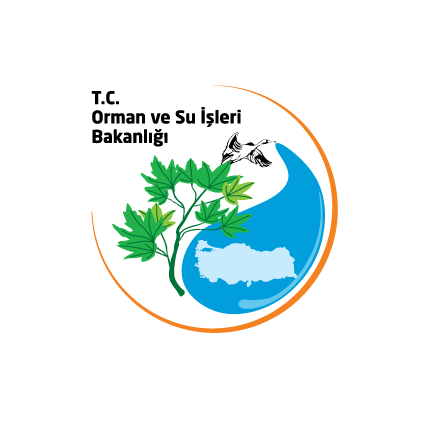 T.C.
Orman ve Su İşleri
Bakanlığı